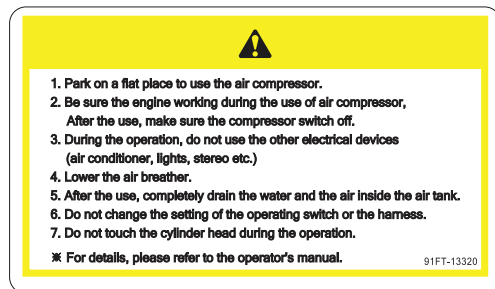 1. Park on a flat place to use the air compressor.
2. Be sure the engine working during the use of air compressor,
After the use, make sure the compressor switch off.
3. During the operation, do not use the other electrical devices
(air conditioner, lights, stereo etc.)
4. Lower the air breather.
5. After the use, completely drain the water and the air inside the air tank.
6. Do not change the setting of the operating switch or the harness.
7. Do not touch the cylinder head during the operation.
※ For details, please refer to the operator's manual.
91FT-13320